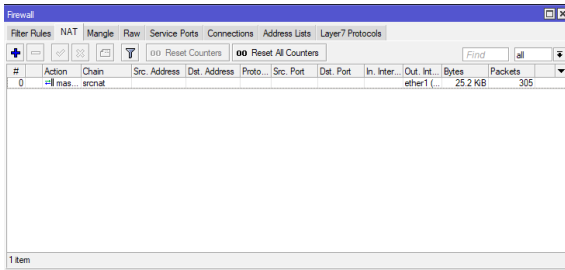 Firewall
Filter Rules NAT Mangle Raw Service Ports Connections Address Lists Layer7 Protocols
00 Reset Counters 00 Reset All Counters Find all
# Action Chain Src. Address Dst. Address Proto... Src. Port Dst. Port In. Inter... Out. Int... Bytes Packets
0 mas... srcnat ether1 (... 25.2 KiB 305
1 item